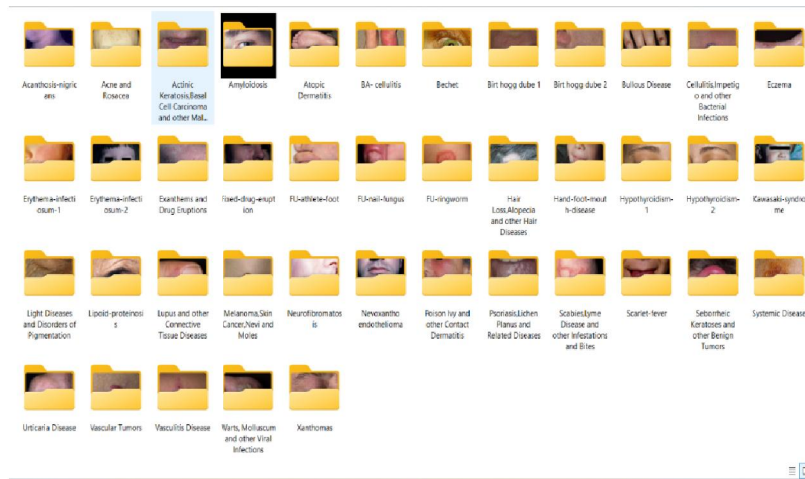 Acanthosis-nigric
ans
Acne and
Rosacea
Actinic
Keratosis,Basal
Cell Carcinoma
and other Mal...
Amyloidosis
Atopic
Dermatitis
BA- cellulitis
Bechet
Birt hogg dube 1
Birt hogg dube 2
Bullous Disease
Cellulitis,Impetig
o and other
Bacterial
Infections
Eczema
Erythema-infecti
osum-1
Erythema-infecti
osum-2
Exanthems and
Drug Eruptions
Fixed-drug-erupt
ion
FU-athlete-foot
FU-nail-fungus
FU-ringworm
Hair
Loss,Alopecia
and other Hair
Diseases
Hand-foot-mout
h-disease
Hypothyroidism-
1
Hypothyroidism-
2
Kawasaki-syndro
me
Light Diseases
and Disorders of
Pigmentation
Lipoid-proteinosi
s
Lupus and other
Connective
Tissue Diseases
Melanoma,Skin
Cancer,Nevi and
Moles
Neurofibromatos
is
Nevoxantho
endothelioma
Poison Ivy and
other Contact
Dermatitis
Psoriasis,Lichen
Planus and
Related Diseases
Scabies,Lyme
Disease and
other Infestations
and Bites
Scarlet-fever
Seborrheic
Keratoses and
other Benign
Tumors
Systemic Disease
Urticaria Disease
Vascular Tumors
Vasculitis Disease
Warts, Molluscum
and other Viral
Infections
Xanthomas